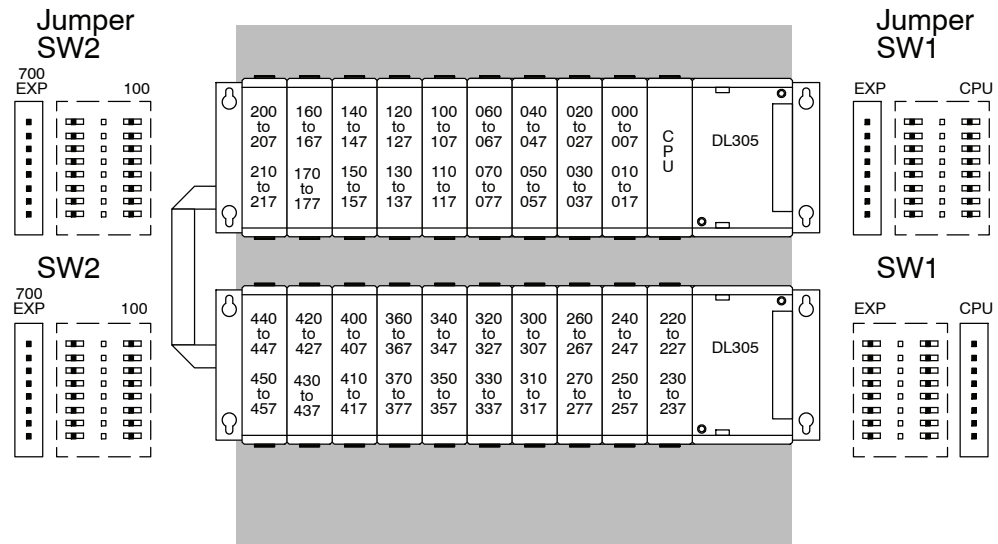 Jumper
SW2
700
EXP 100
Jumper
SW1
EXP CPU
200 160 140 120 100 060 040 020 000
to to to to to to to to to
207 167 147 127 107 067 047 027 007
210 170 150 130 110 070 050 030 010
to to to to to to to to to
217 177 157 137 117 077 057 037 017
C
P
U
DL305
SW2
700
EXP 100
SW1
EXP CPU
440 420 400 360 340 320 300 260 240 220
to to to to to to to to to to
447 427 407 367 347 327 307 267 247 227
450 430 410 370 350 330 310 270 250 230
to to to to to to to to to to
457 437 417 377 357 337 317 277 257 237
DL305